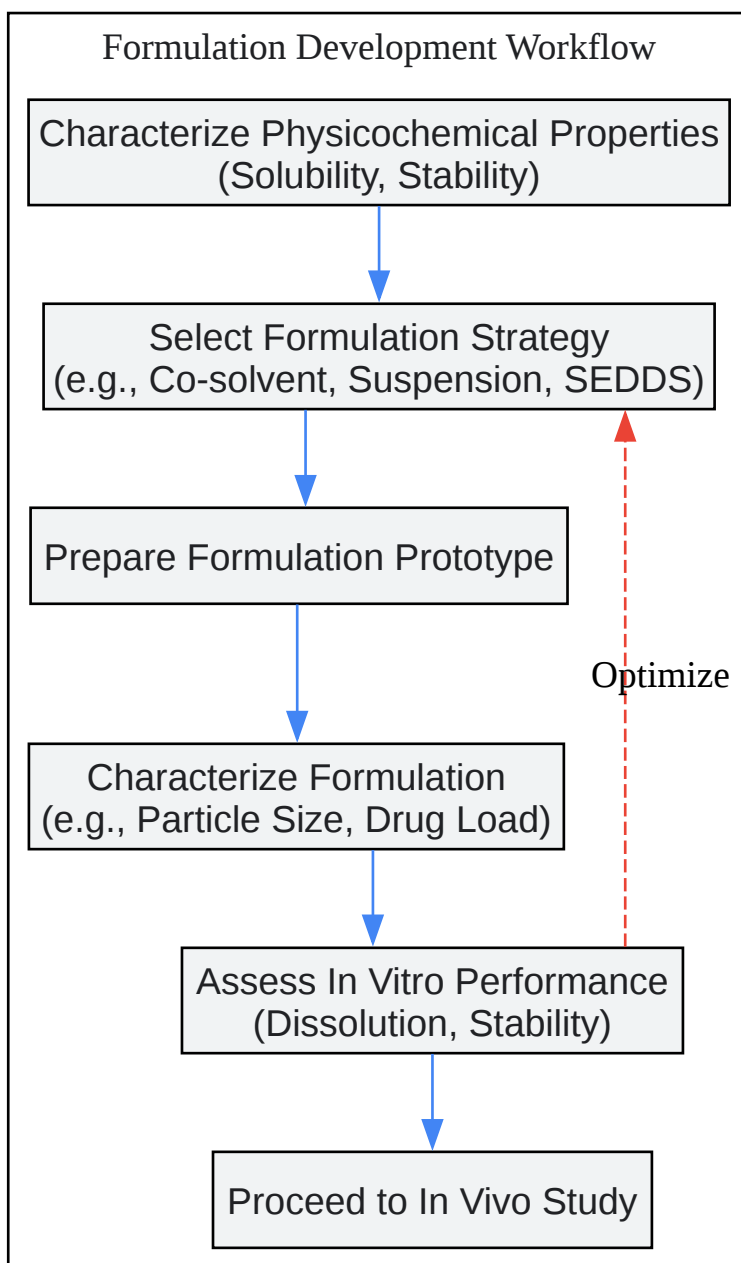 Formulation Development Workflow
Characterize Physicochemical Properties
(Solubility, Stability)
Select Formulation Strategy
(e.g., Co-solvent, Suspension, SEDDS)
Prepare Formulation Prototype
Optimize
Characterize Formulation
(e.g., Particle Size, Drug Load)
Assess In Vitro Performance
(Dissolution, Stability)
Proceed to In Vivo Study